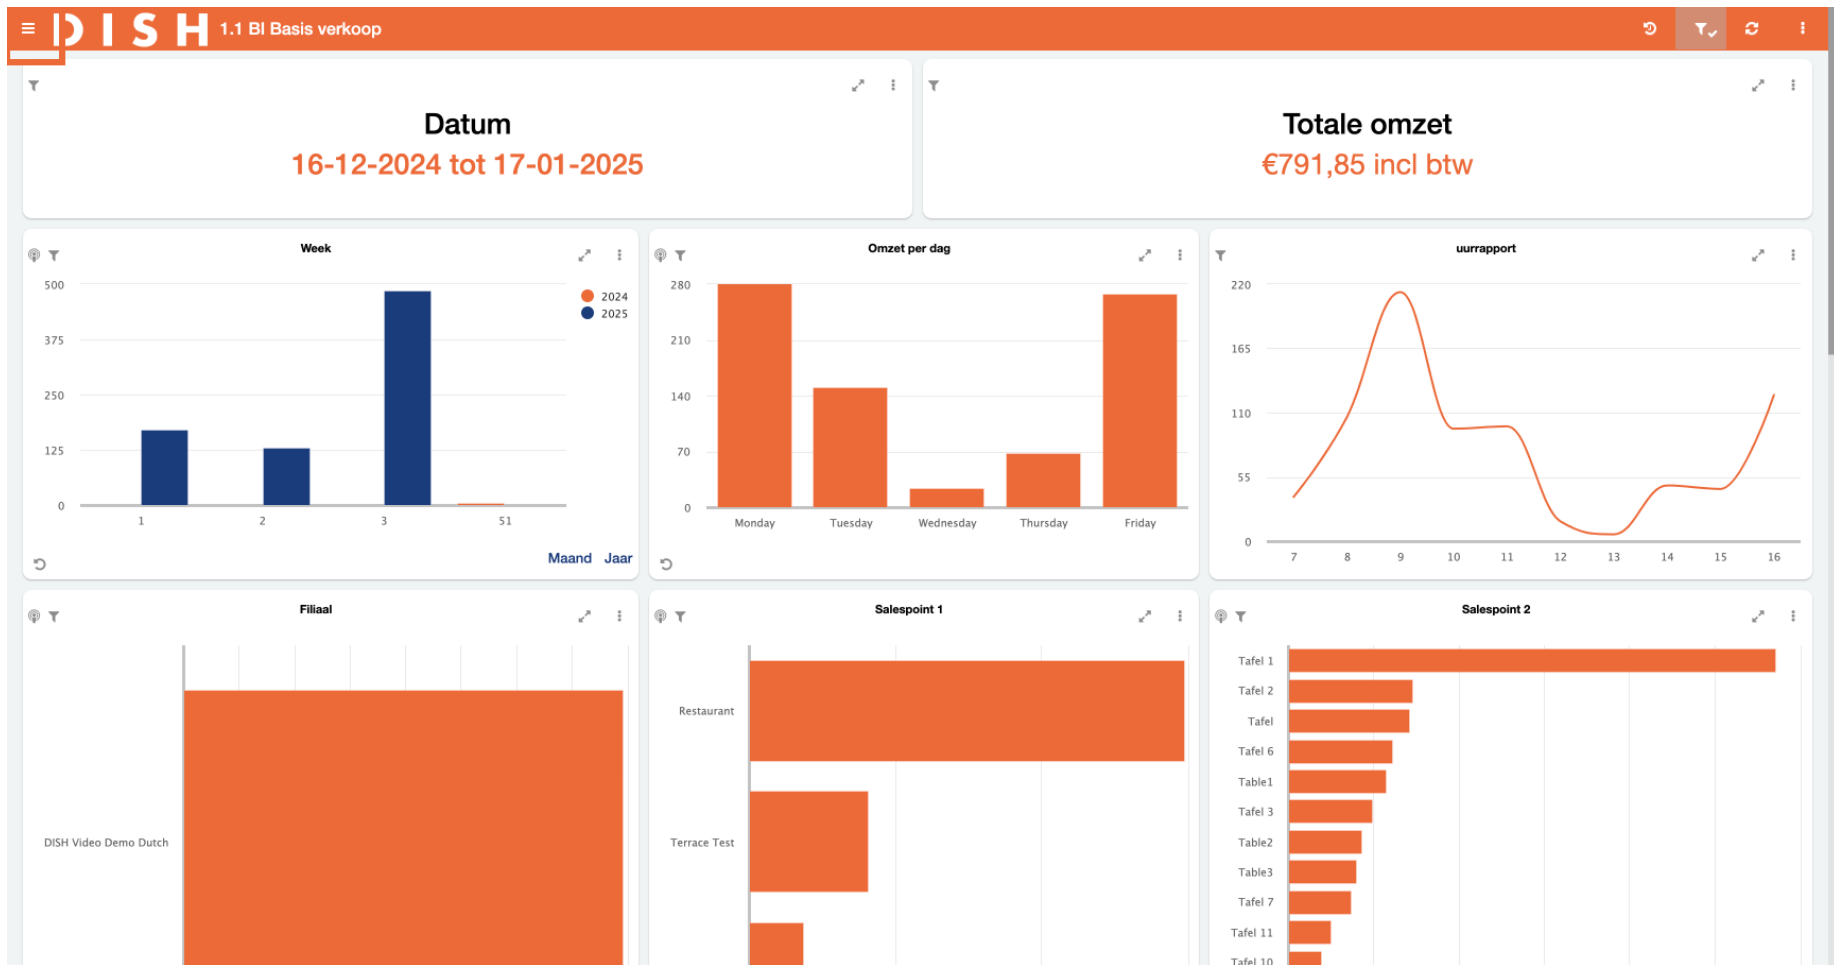 DISH 1.1 BI Basis verkoop
Datum
16-12-2024 tot 17-01-2025
Totale omzet
€791,85 incl btw
Week
500
375
250
125
0
1 2 3 51
2024
2025
Maand Jaar
Omzet per dag
280
210
140
70
0
Monday Tuesday Wednesday Thursday Friday
uurrapport
220
165
110
55
0
7 8 9 10 11 12 13 14 15 16
Filiaal
DISH Video Demo Dutch
Salespoint 1
Restaurant
Terrace Test
Salespoint 2
Tafel 1
Tafel 2
Tafel
Tafel 6
Table1
Tafel 3
Table2
Table3
Tafel 7
Tafel 11
Tafel 10